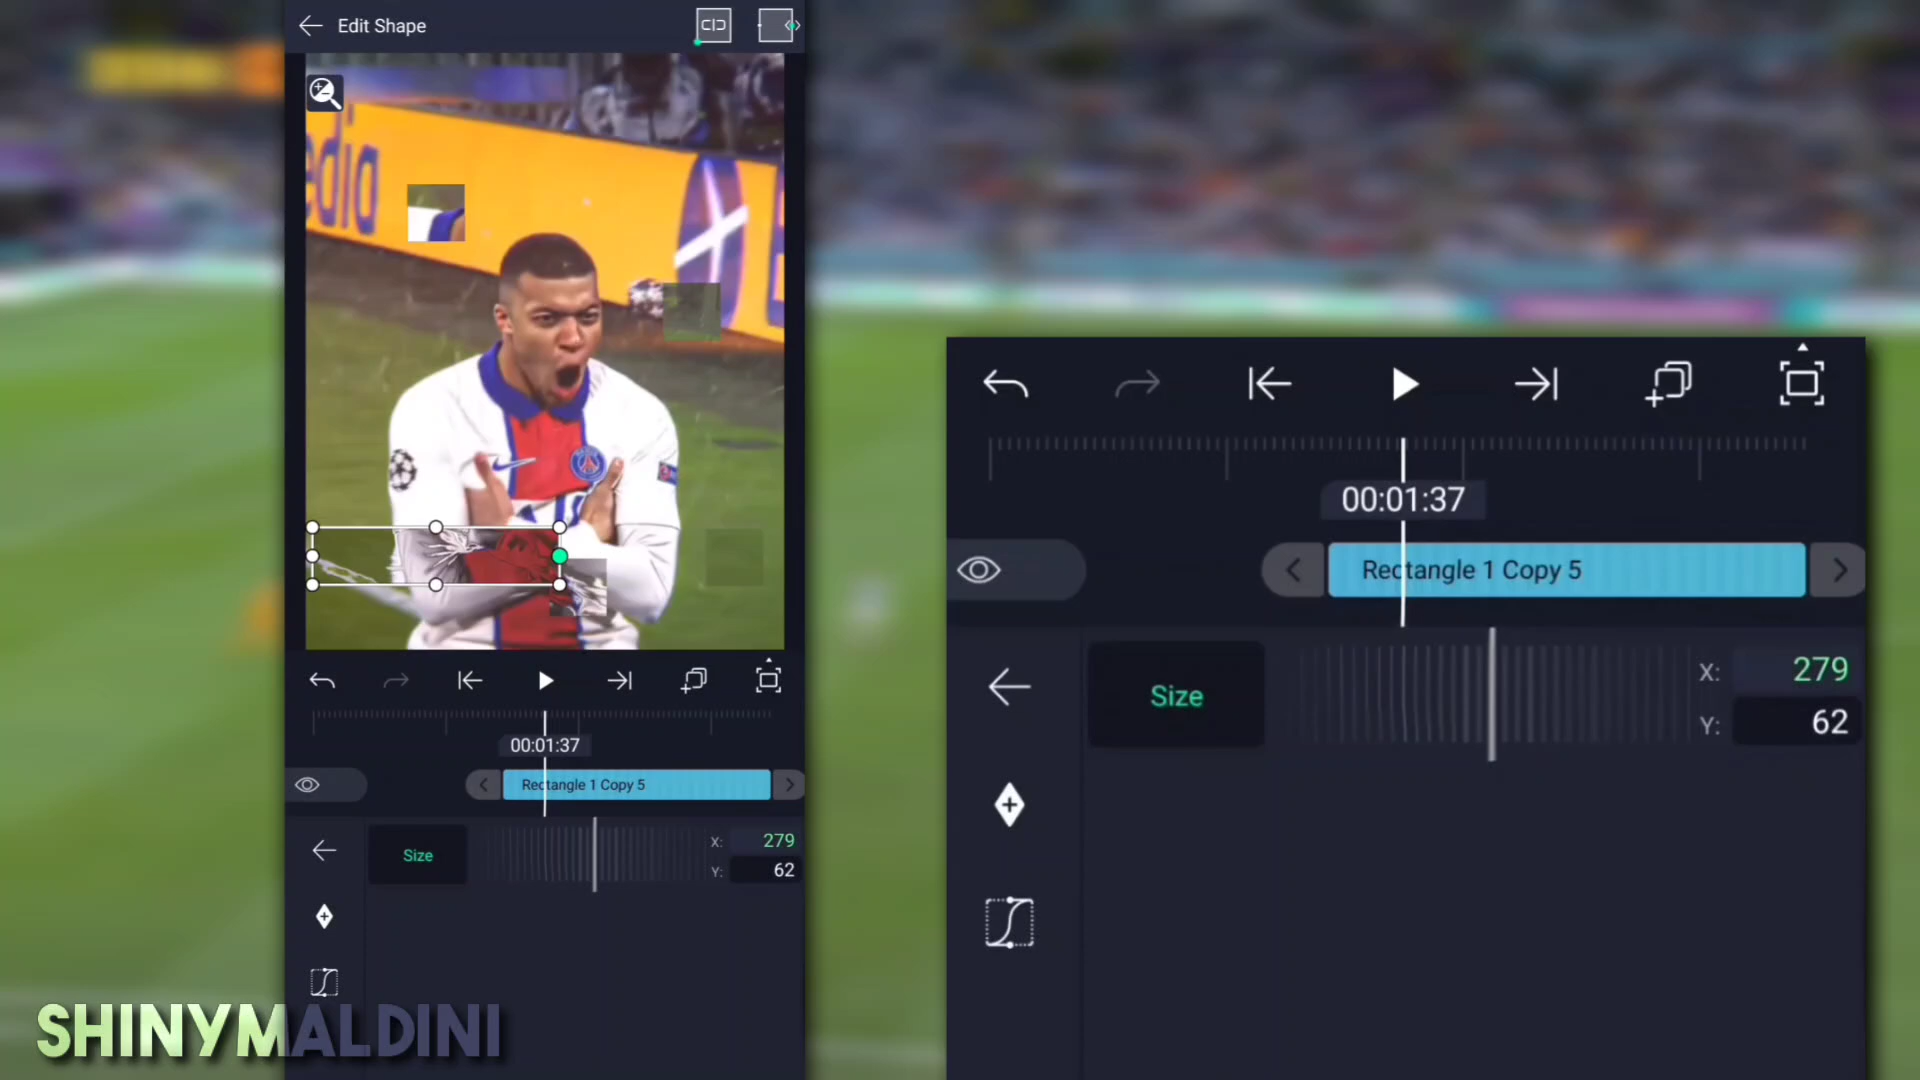 Edit Shape
edia
00:01:37
Rectangle 1 Copy 5
Size
X: 279
Y: 62
00:01:37
Rectangle 1 Copy 5
Size
X: 279
Y: 62
SHINYMALDINI